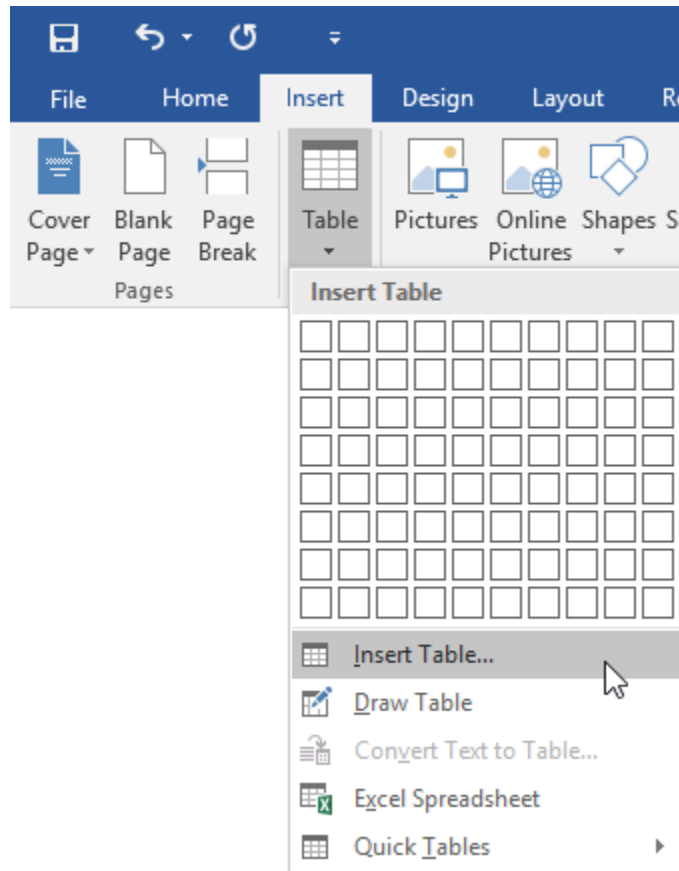 File Home Insert Design Layout
Cover Blank Page Table Pictures Online Shapes
Page Page Break Pictures
Pages
Insert Table
Insert Table...
Draw Table
Convert Text to Table...
Excel Spreadsheet
Quick Tables